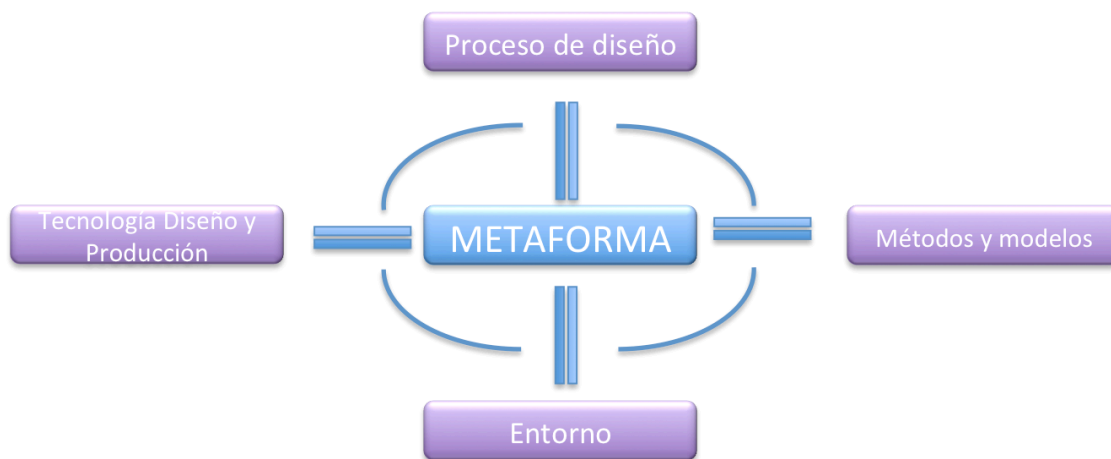 Proceso de diseño
Tecnología Diseño y
Producción
METAFORMA
Métodos y modelos
Entorno